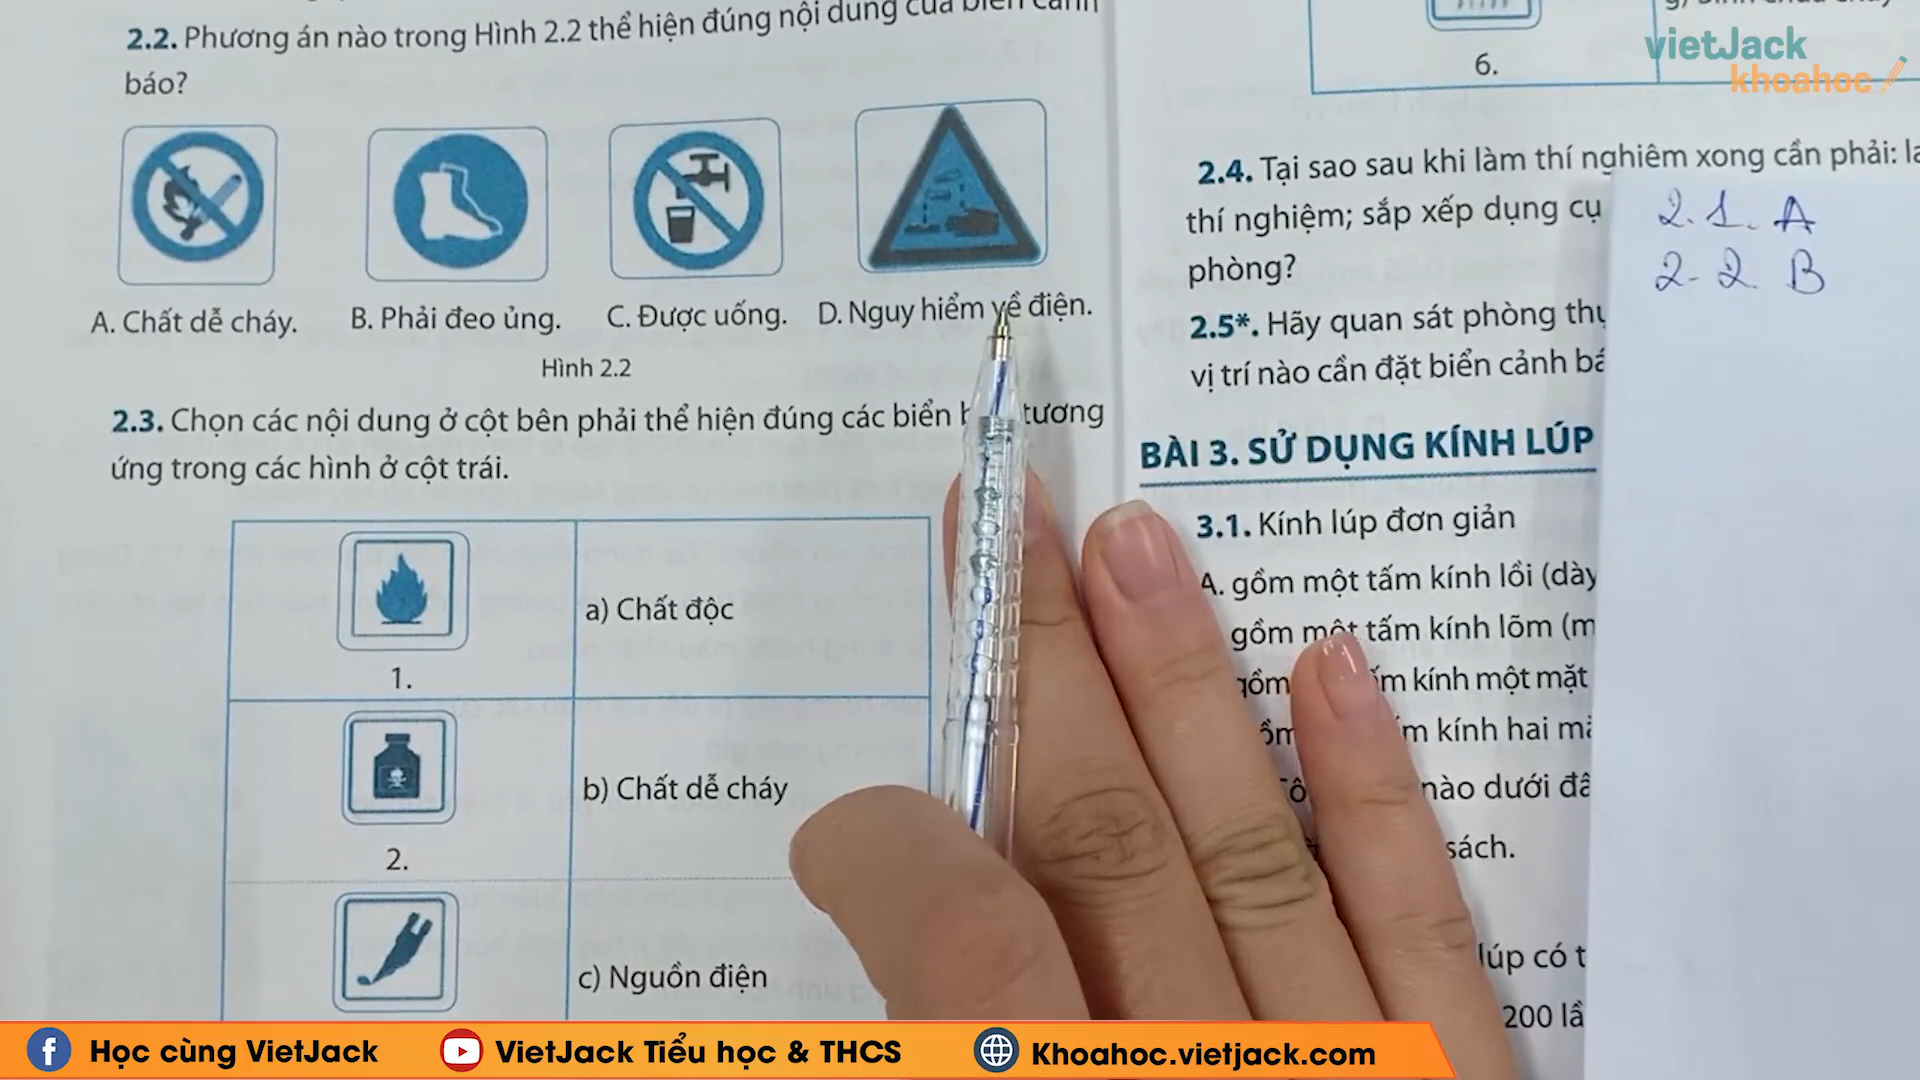 2.2. Phương án nào trong Hình 2.2 thể hiện đúng nội dung của biển cảnh
báo?
A. Chất dễ cháy.
B. Phải đeo ủng.
C. Được uống.
D. Nguy hiểm về điện.
Hình 2.2
2.3. Chọn các nội dung ở cột bên phải thể hiện đúng các biển tương
ứng trong các hình ở cột trái.
1.
a) Chất độc
2.
b) Chất dễ cháy
c) Nguồn điện
6.
vietJack
khoahoc
2.4. Tại sao sau khi làm thí nghiệm xong cần phải:
thí nghiệm; sắp xếp dụng cụ
phòng?
2.5*. Hãy quan sát phòng
vị trí nào cần đặt biển cảnh
2.1. A
2-2 B
BÀI 3. SỬ DỤNG KÍNH LÚP
3.1. Kính lúp đơn giản
A. gồm một tấm kính lồi (dày
gồm một tấm kính lõm
kính một mặt
kính hai
nào dưới
sách.
lúp có
200
Học cùng VietJack
VietJack Tiểu học & THCS
Khoahoc.vietjack.com